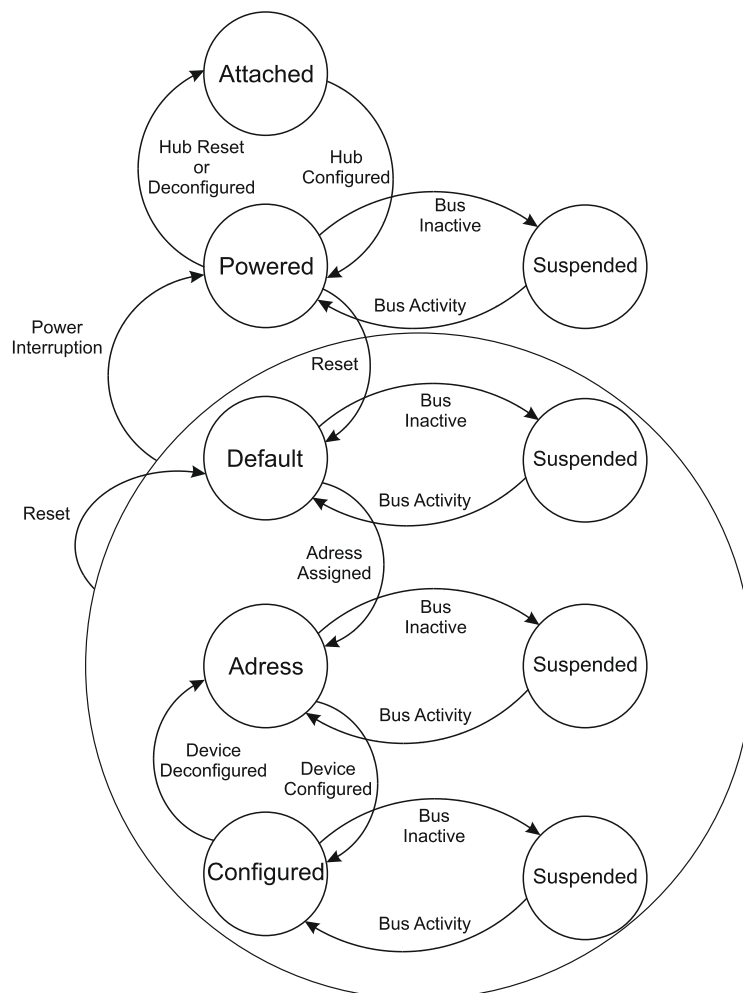 Attached
Hub Reset
or
Deconfigured
Hub
Configured
Bus
Inactive
Powered
Suspended
Bus Activity
Power
Interruption
Reset
Bus
Inactive
Default
Suspended
Bus Activity
Reset
Adress
Assigned
Bus
Inactive
Adress
Suspended
Bus Activity
Device
Deconfigured
Device
Configured
Bus
Inactive
Configured
Suspended
Bus Activity